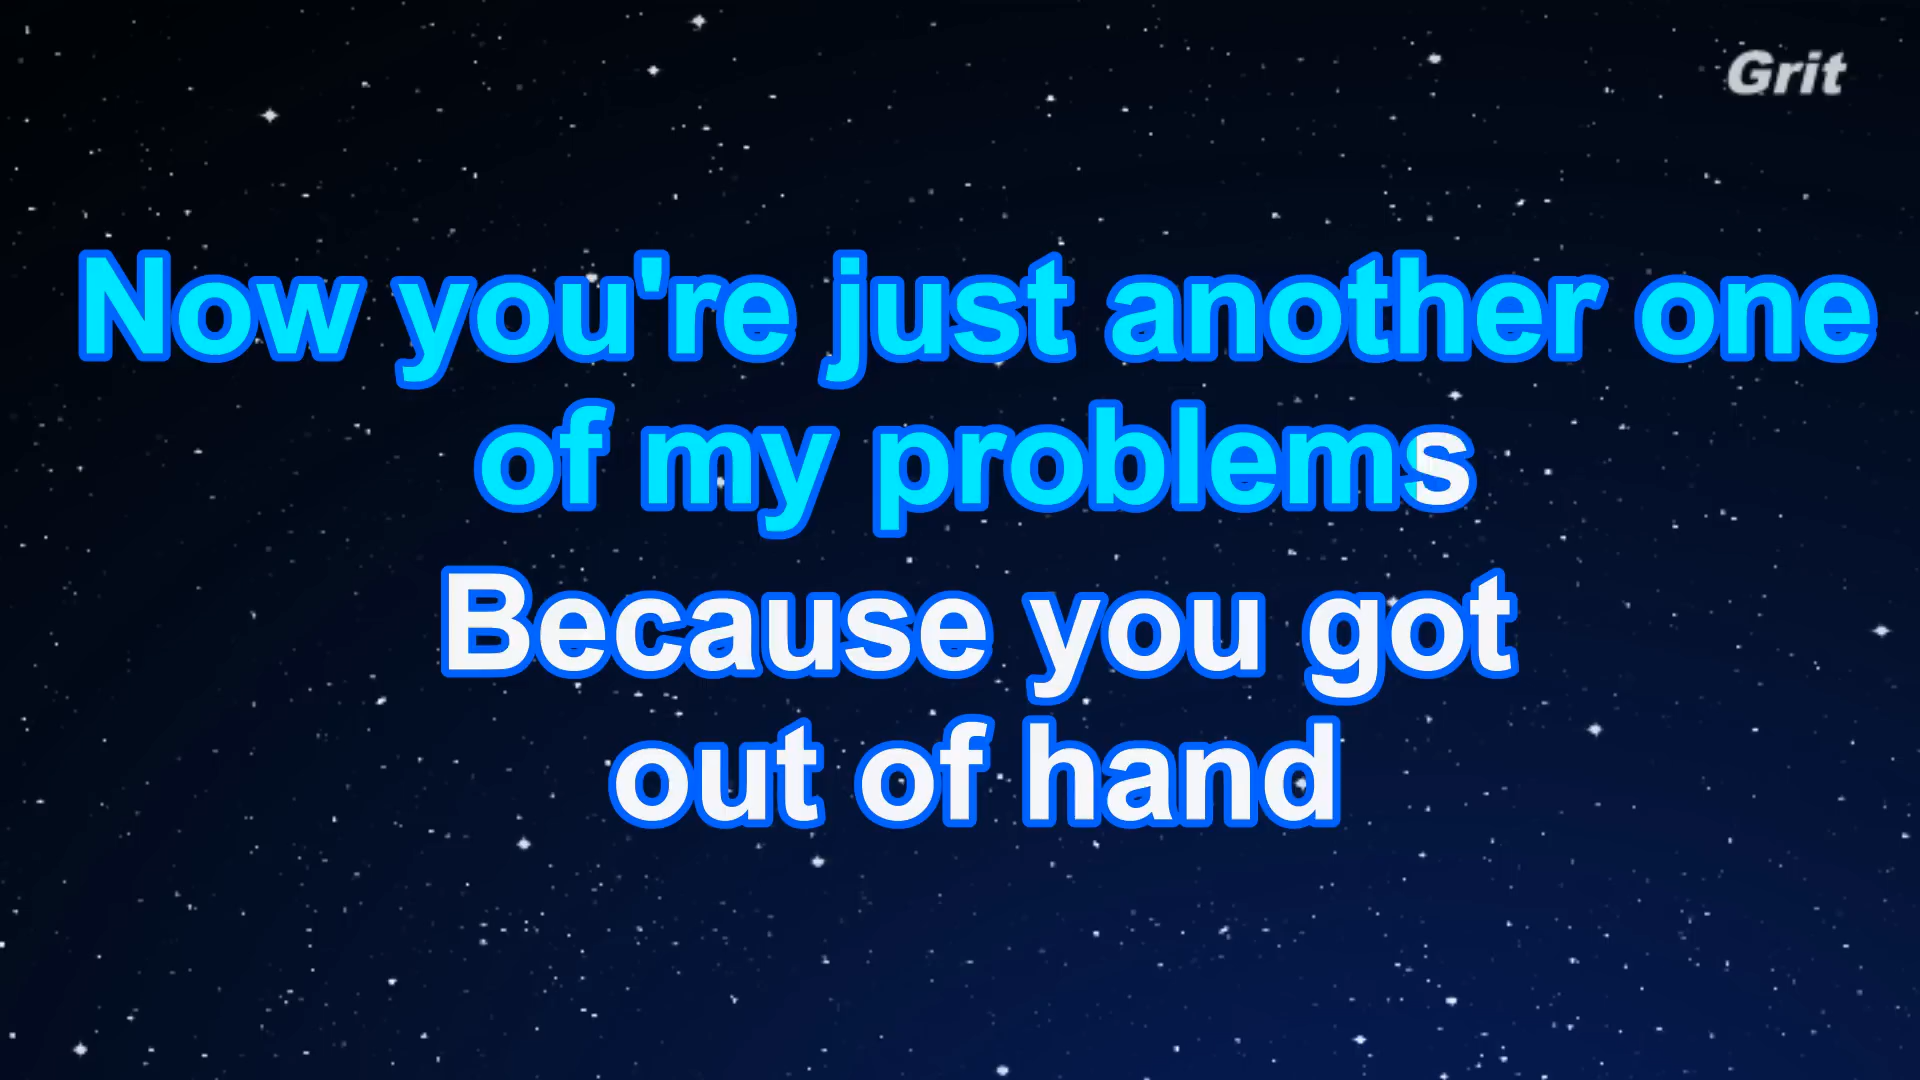 Grit
Now you're just another one
of my problems
Because you got
out of hand